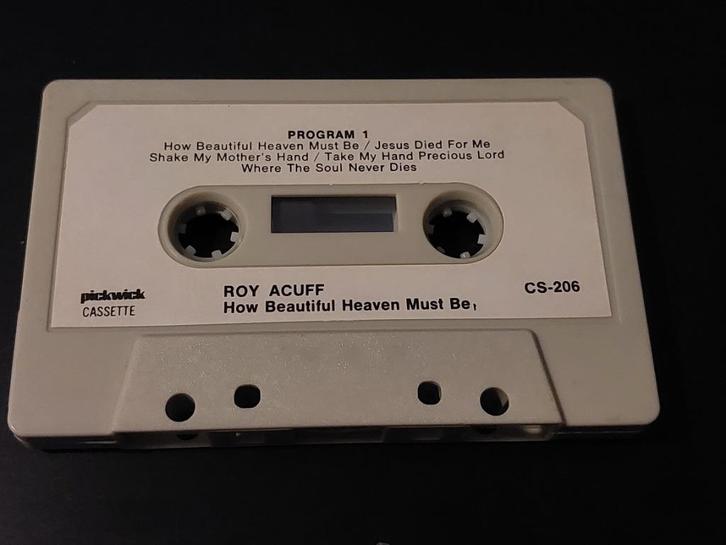 PROGRAM 1
How Beautiful Heaven Must Be / Jesus Died For Me
Shake My Mother's Hand / Take My Hand Precious Lord
Where The Soul Never Dies
pickwick
CASSETTE
ROY ACUFF
How Beautiful Heaven Must Be,
CS-206